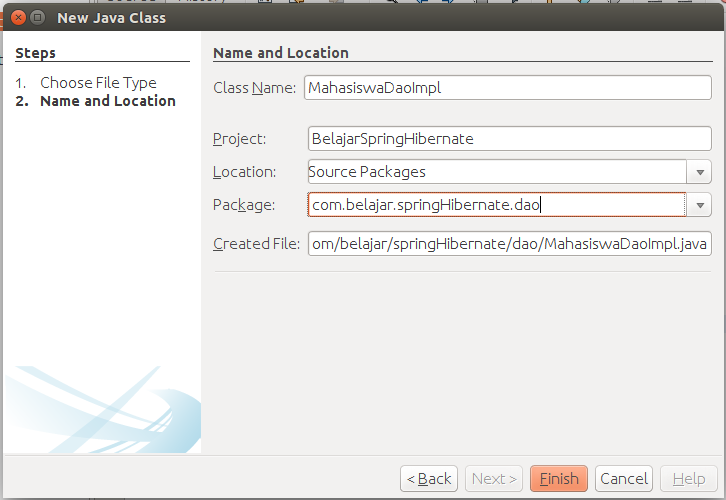 New Java Class
Steps
1. Choose File Type
2. Name and Location
Name and Location
Class Name: MahasiswaDaoImpl
Project: BelajarSpringHibernate
Location: Source Packages
Package: com.belajar.springHibernate.dao
Created File: om/belajar/springHibernate/dao/MahasiswaDaoImpl.java
< Back Next > Finish Cancel Help